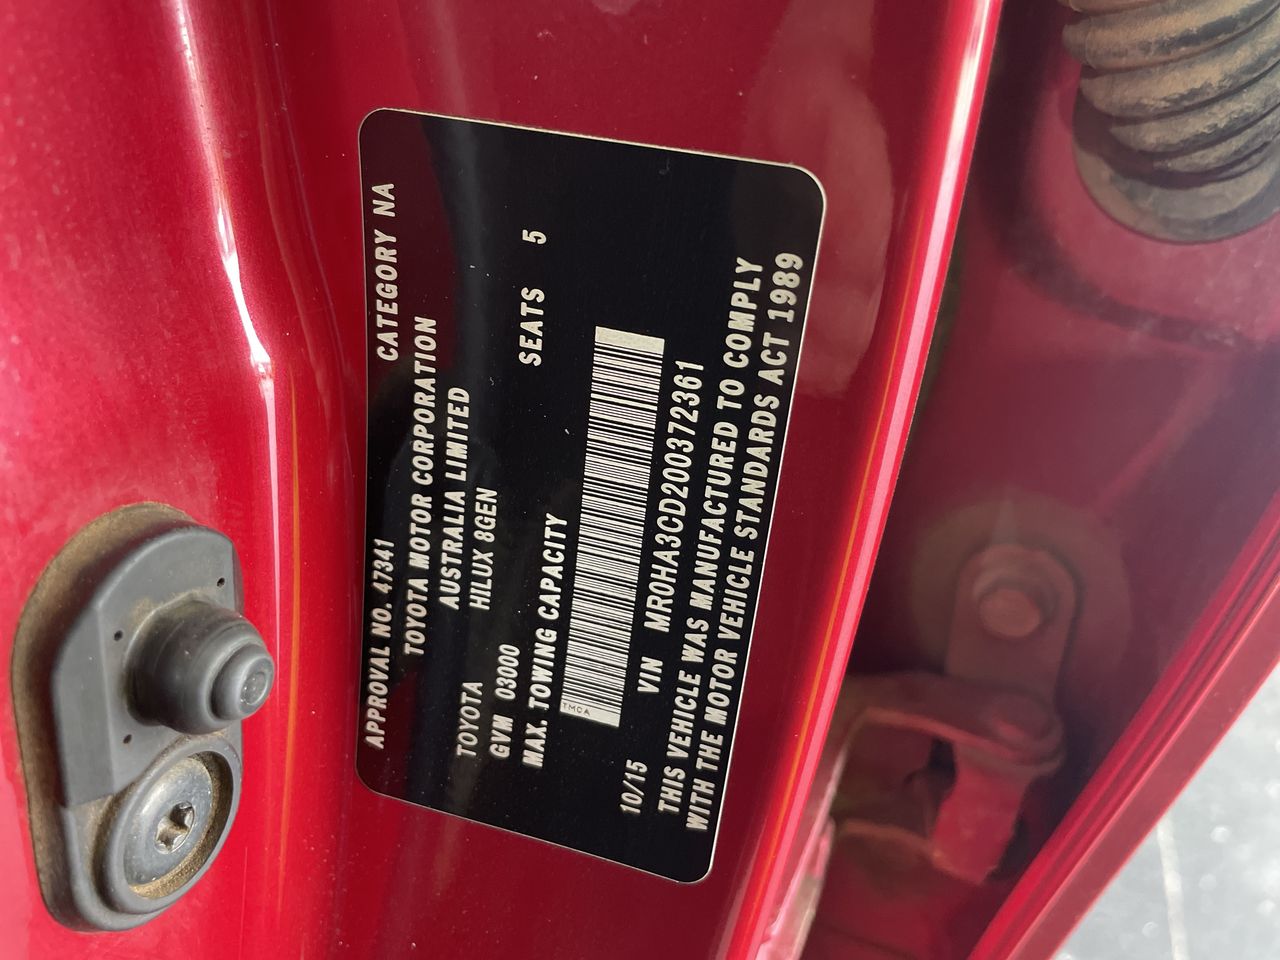 APPROVAL NO. 47341 CATEGORY NA
TOYOTA MOTOR CORPORATION
AUSTRALIA LIMITED
TOYOTA HILUX 8GEN
GVM 03000
MAX. TOWING CAPACITY SEATS 5
TMCA
10/15 VIN MR0HA3CD200372361
THIS VEHICLE WAS MANUFACTURED TO COMPLY
WITH THE MOTOR VEHICLE STANDARDS ACT 1989